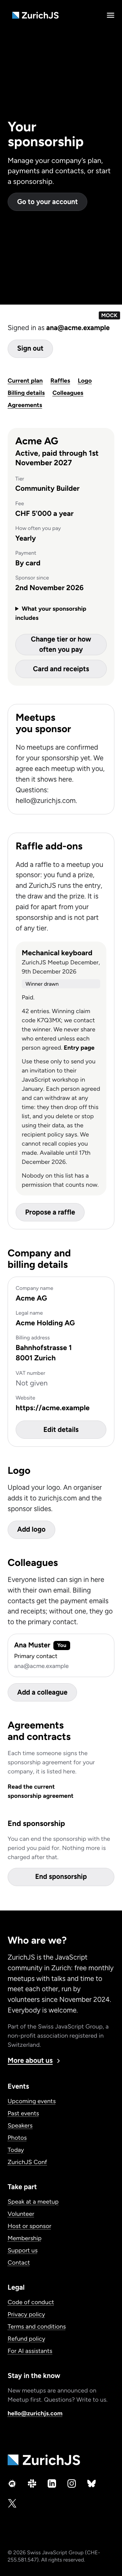 ZurichJS
Your
sponsorship
Manage your company's plan,
payments and contacts, or start
a sponsorship.
Go to your account
MOCK
Signed in as ana@acme.example
Sign out
Current plan Raffles Logo
Billing details Colleagues
Agreements
Acme AG
Active, paid through 1st
November 2027
Tier
Community Builder
Fee
CHF 5'000 a year
How often you pay
Yearly
Payment
By card
Sponsor since
2nd November 2026
What your sponsorship
includes
Change tier or how
often you pay
Card and receipts
Meetups
you sponsor
No meetups are confirmed
for your sponsorship yet. We
agree each meetup with you,
then it shows here.
Questions:
hello@zurichjs.com.
Raffle add-ons
Add a raffle to a meetup you
sponsor: you fund a prize,
and ZurichJS runs the entry,
the draw and the claim. It is
paid for apart from your
sponsorship and is not part
of any tier.
Mechanical keyboard
ZurichJS Meetup December,
9th December 2026
Winner drawn
Paid.
42 entries. Winning claim
code K7Q3MX; we contact
the winner. We never share
who entered unless each
person agreed. Entry page
Use these only to send you
an invitation to their
JavaScript workshop in
January. Each person agreed
and can withdraw at any
time: they then drop off this
list, and you delete or stop
using their data, as the
recipient policy says. We
cannot recall copies you
made. Available until 17th
December 2026.
Nobody on this list has a
permission that counts now.
Propose a raffle
Company and
billing details
Company name
Acme AG
Legal name
Acme Holding AG
Billing address
Bahnhofstrasse 1
8001 Zurich
VAT number
Not given
Website
https://acme.example
Edit details
Logo
Upload your logo. An organiser
adds it to zurichjs.com and the
sponsor slides.
Add logo
Colleagues
Everyone listed can sign in here
with their own email. Billing
contacts get the payment emails
and receipts; without one, they go
to the primary contact.
Ana Muster You
Primary contact
ana@acme.example
Add a colleague
Agreements
and contracts
Each time someone signs the
sponsorship agreement for your
company, it is listed here.
Read the current
sponsorship agreement
End sponsorship
You can end the sponsorship with the
period you paid for. Nothing more is
charged after that.
End sponsorship
Who are we?
ZurichJS is the JavaScript
community in Zurich: free monthly
meetups with talks and time to
meet each other, run by
volunteers since November 2024.
Everybody is welcome.
Part of the Swiss JavaScript Group, a
non-profit association registered in
Switzerland.
More about us
Events
Upcoming events
Past events
Speakers
Photos
Today
ZurichJS Conf
Take part
Speak at a meetup
Volunteer
Host or sponsor
Membership
Support us
Contact
Legal
Code of conduct
Privacy policy
Terms and conditions
Refund policy
For AI assistants
Stay in the know
New meetups are announced on
Meetup first. Questions? Write to us.
hello@zurichjs.com
ZurichJS
© 2026 Swiss JavaScript Group (CHE-
255.581.547). All rights reserved.